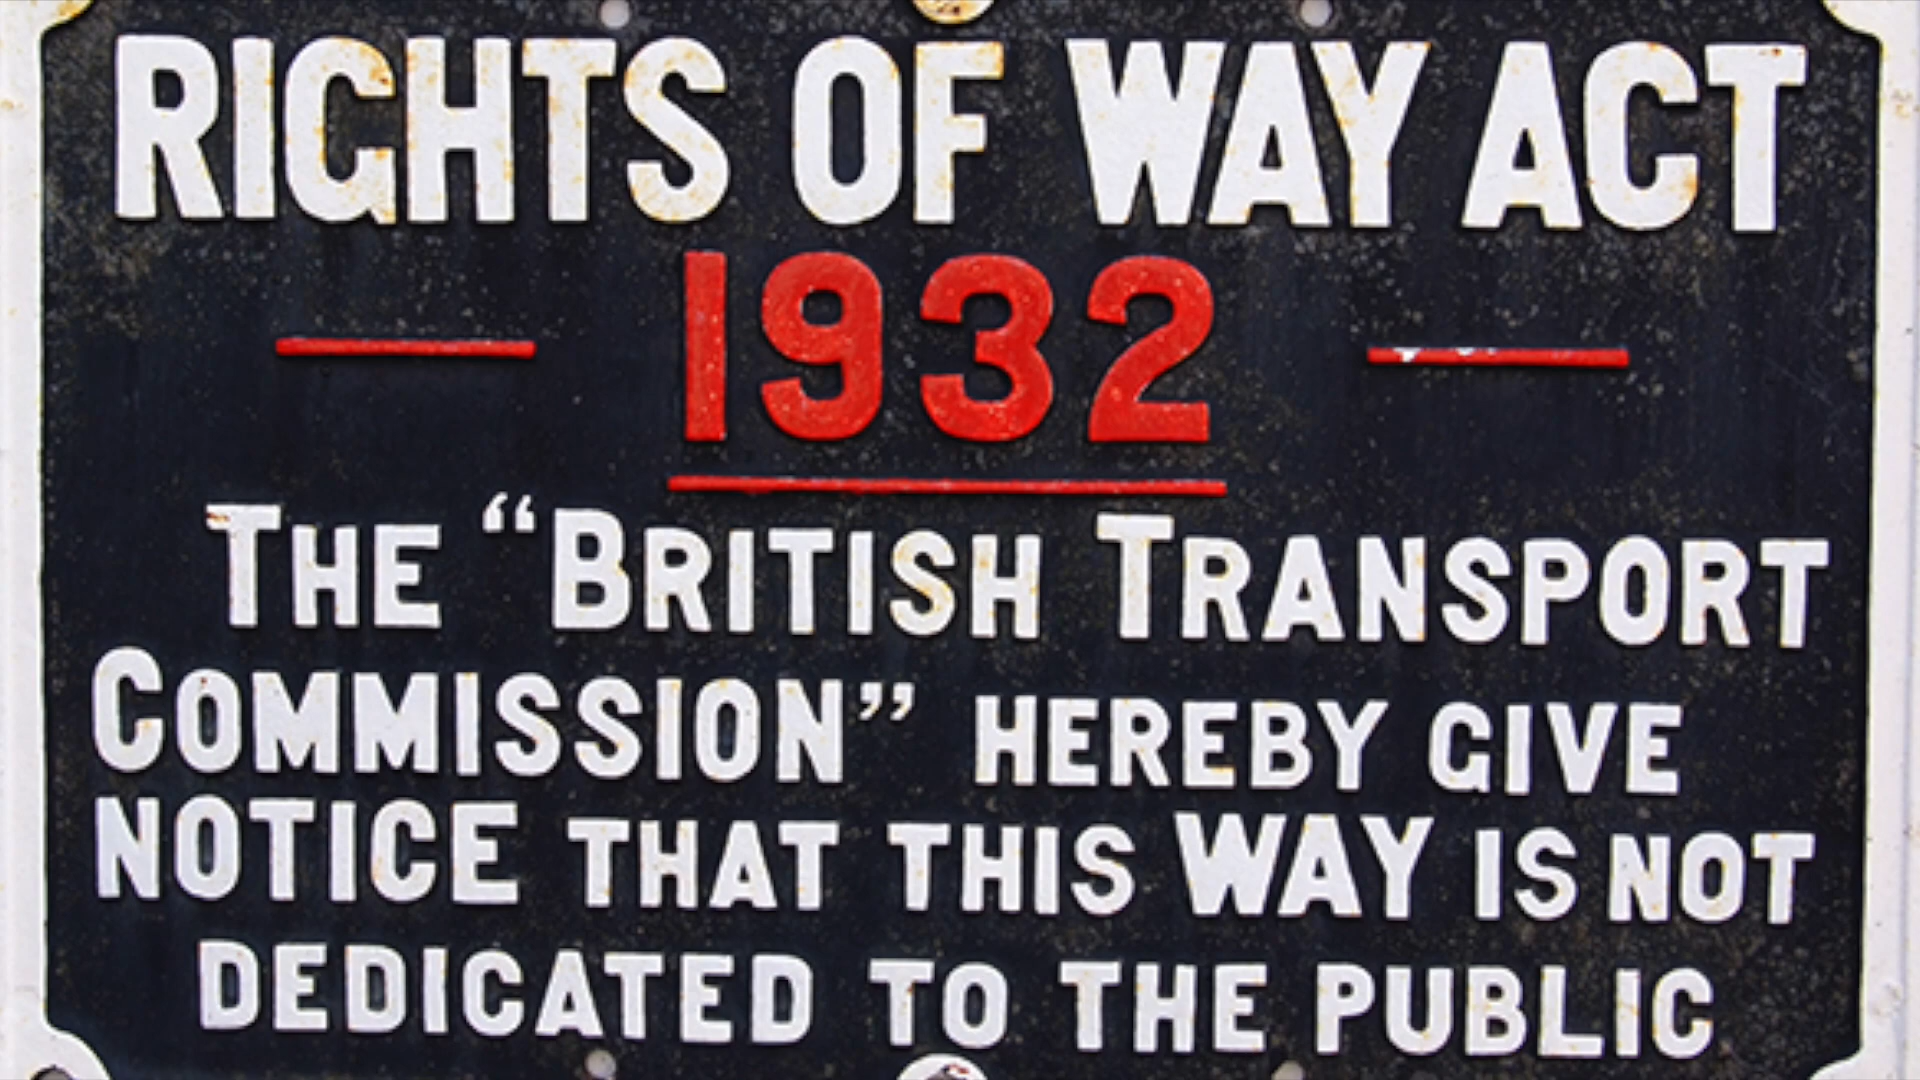 RIGHTS OF WAY ACT
1932
THE “BRITISH TRANSPORT
COMMISSION” HEREBY GIVE
NOTICE THAT THIS WAY IS NOT
DEDICATED TO THE PUBLIC